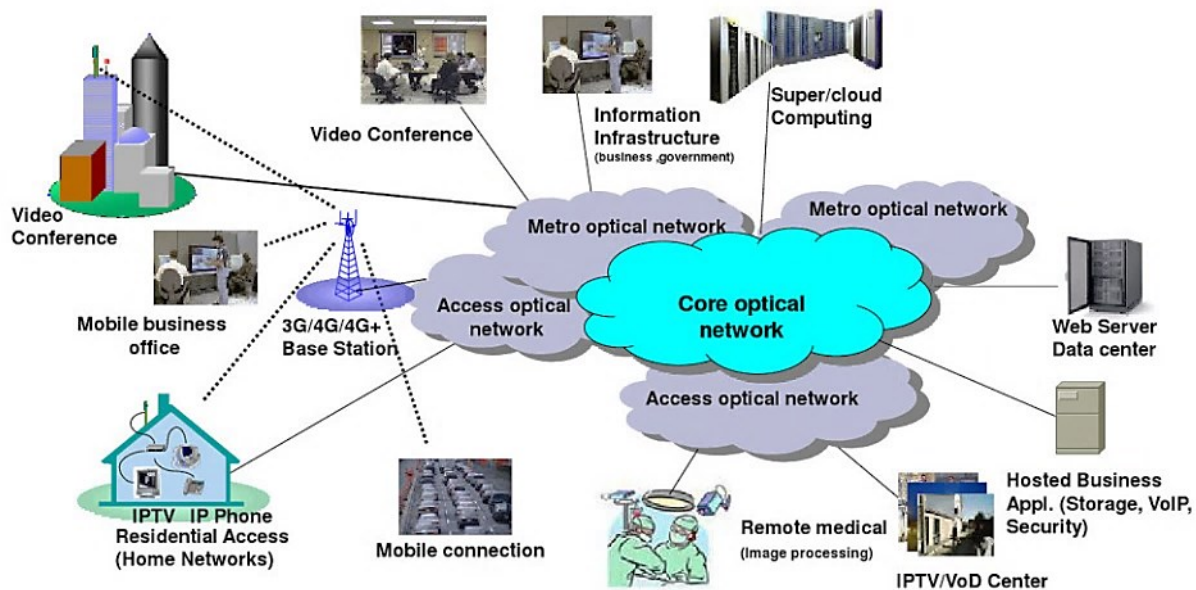 Video Conference
Information
Infrastructure
(business ,government)
Super/cloud
Computing
Video
Conference
Metro optical network
Metro optical network
Mobile business
office
3G/4G/4G+
Base Station
Access optical
network
Core optical
network
Web Server
Data center
Access optical network
IPTV IP Phone
Residential Access
(Home Networks)
Mobile connection
Remote medical
(Image processing)
Hosted Business
Appl. (Storage, VoIP,
Security)
IPTV/VoD Center